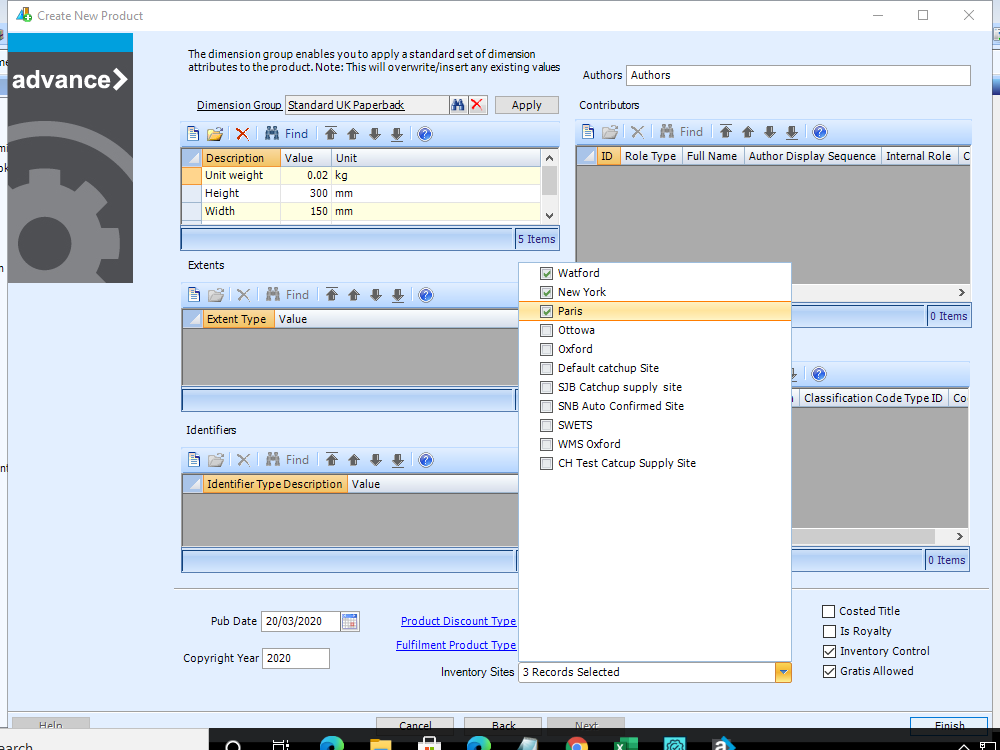 Create New Product
advance
The dimension group enables you to apply a standard set of dimension
attributes to the product. Note: This will overwrite/insert any existing values
Dimension Group Standard UK Paperback Apply
Find
Description Value Unit
Unit weight 0.02 kg
Height 300 mm
Width 150 mm
5 Items
Authors Authors
Contributors
Find
ID Role Type Full Name Author Display Sequence Internal Role C
0 Items
Extents
Find
Extent Type Value
Identifiers
Find
Identifier Type Description Value
Watford
New York
Paris
Ottowa
Oxford
Default catchup Site
SJB Catchup supply site
SNB Auto Confirmed Site
SWETS
WMS Oxford
CH Test Catcup Supply Site
Classification Code Type ID Co
0 Items
Pub Date 20/03/2020
Copyright Year 2020
Product Discount Type
Fulfilment Product Type
Inventory Sites 3 Records Selected
Costed Title
Is Royalty
Inventory Control
Gratis Allowed
Help Cancel Back Next Finish
earch